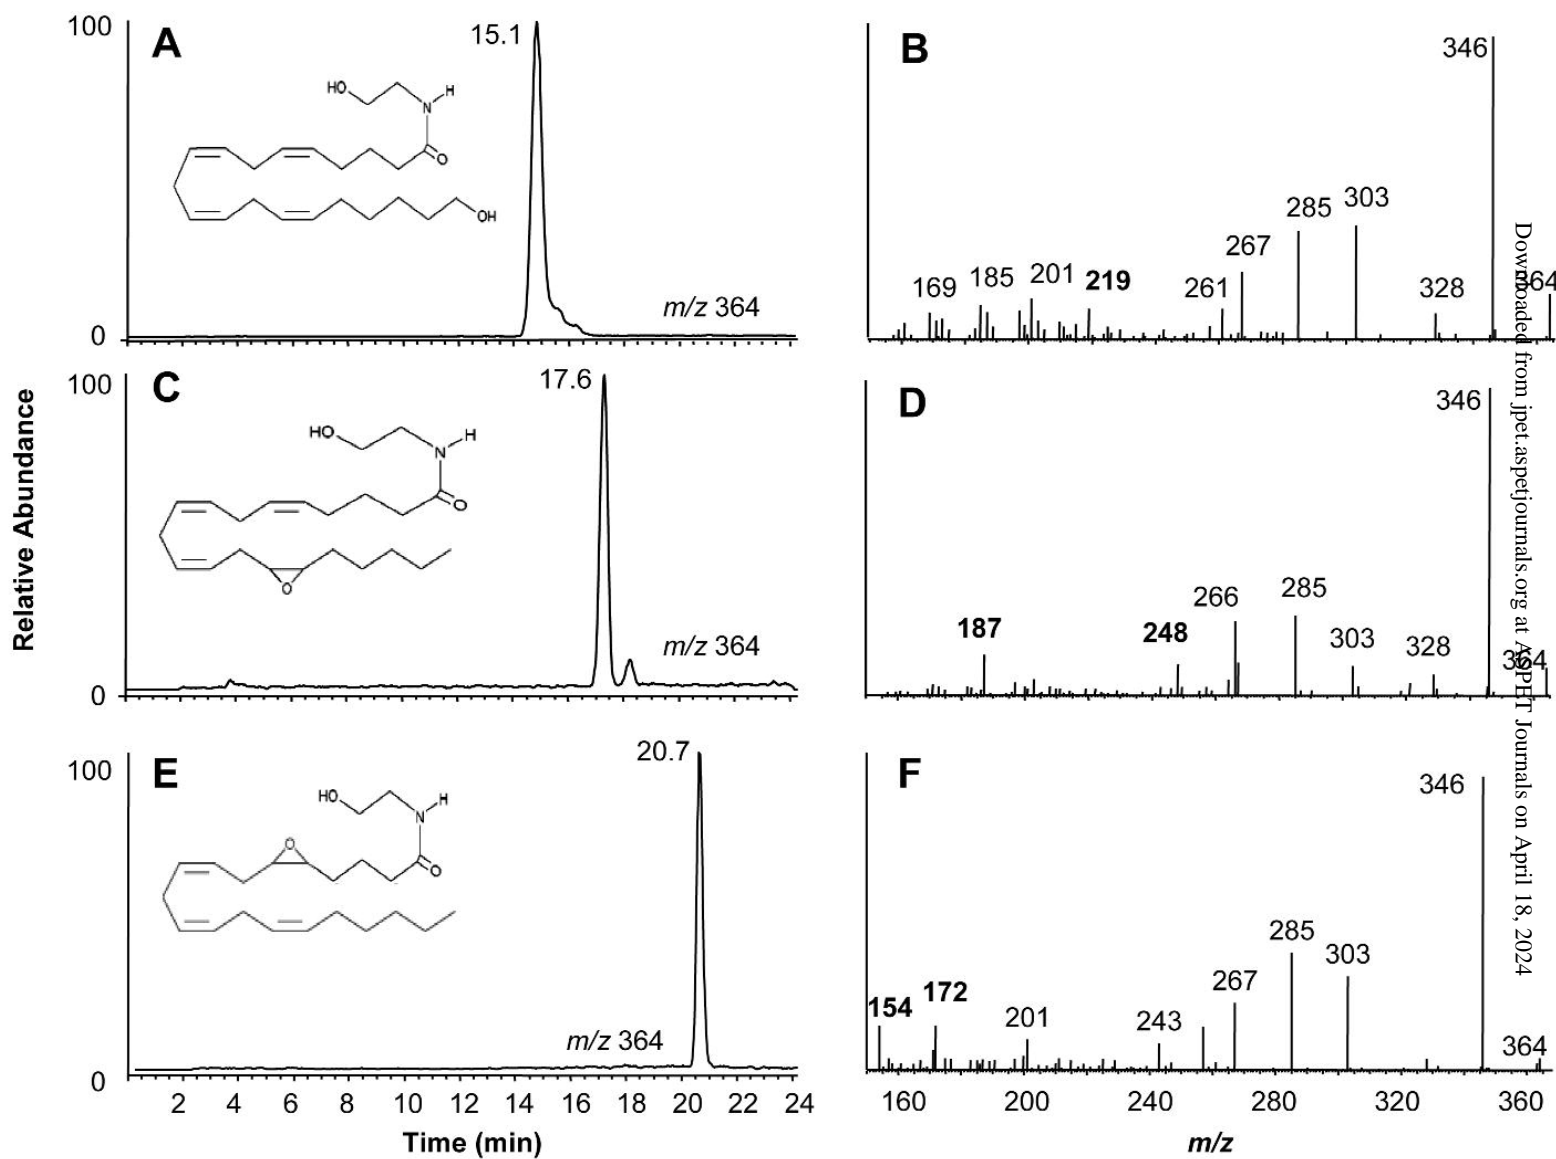 A
100
15.1
HO
H
N
O
OH
m/z 364
0
B
346
285
303
267
169
185
201
219
261
328
364
C
100
17.6
HO
H
N
O
O
m/z 364
0
D
346
187
248
266
285
303
328
364
E
100
20.7
HO
H
N
O
O
m/z 364
0
F
346
154
172
201
243
267
285
303
364
2 4 6 8 10 12 14 16 18 20 22 24
Time (min)
160 200 240 280 320 360
m/z
Relative Abundance
Downloaded from jpet.aspetjournals.org at ASPET Journals on April 18, 2024